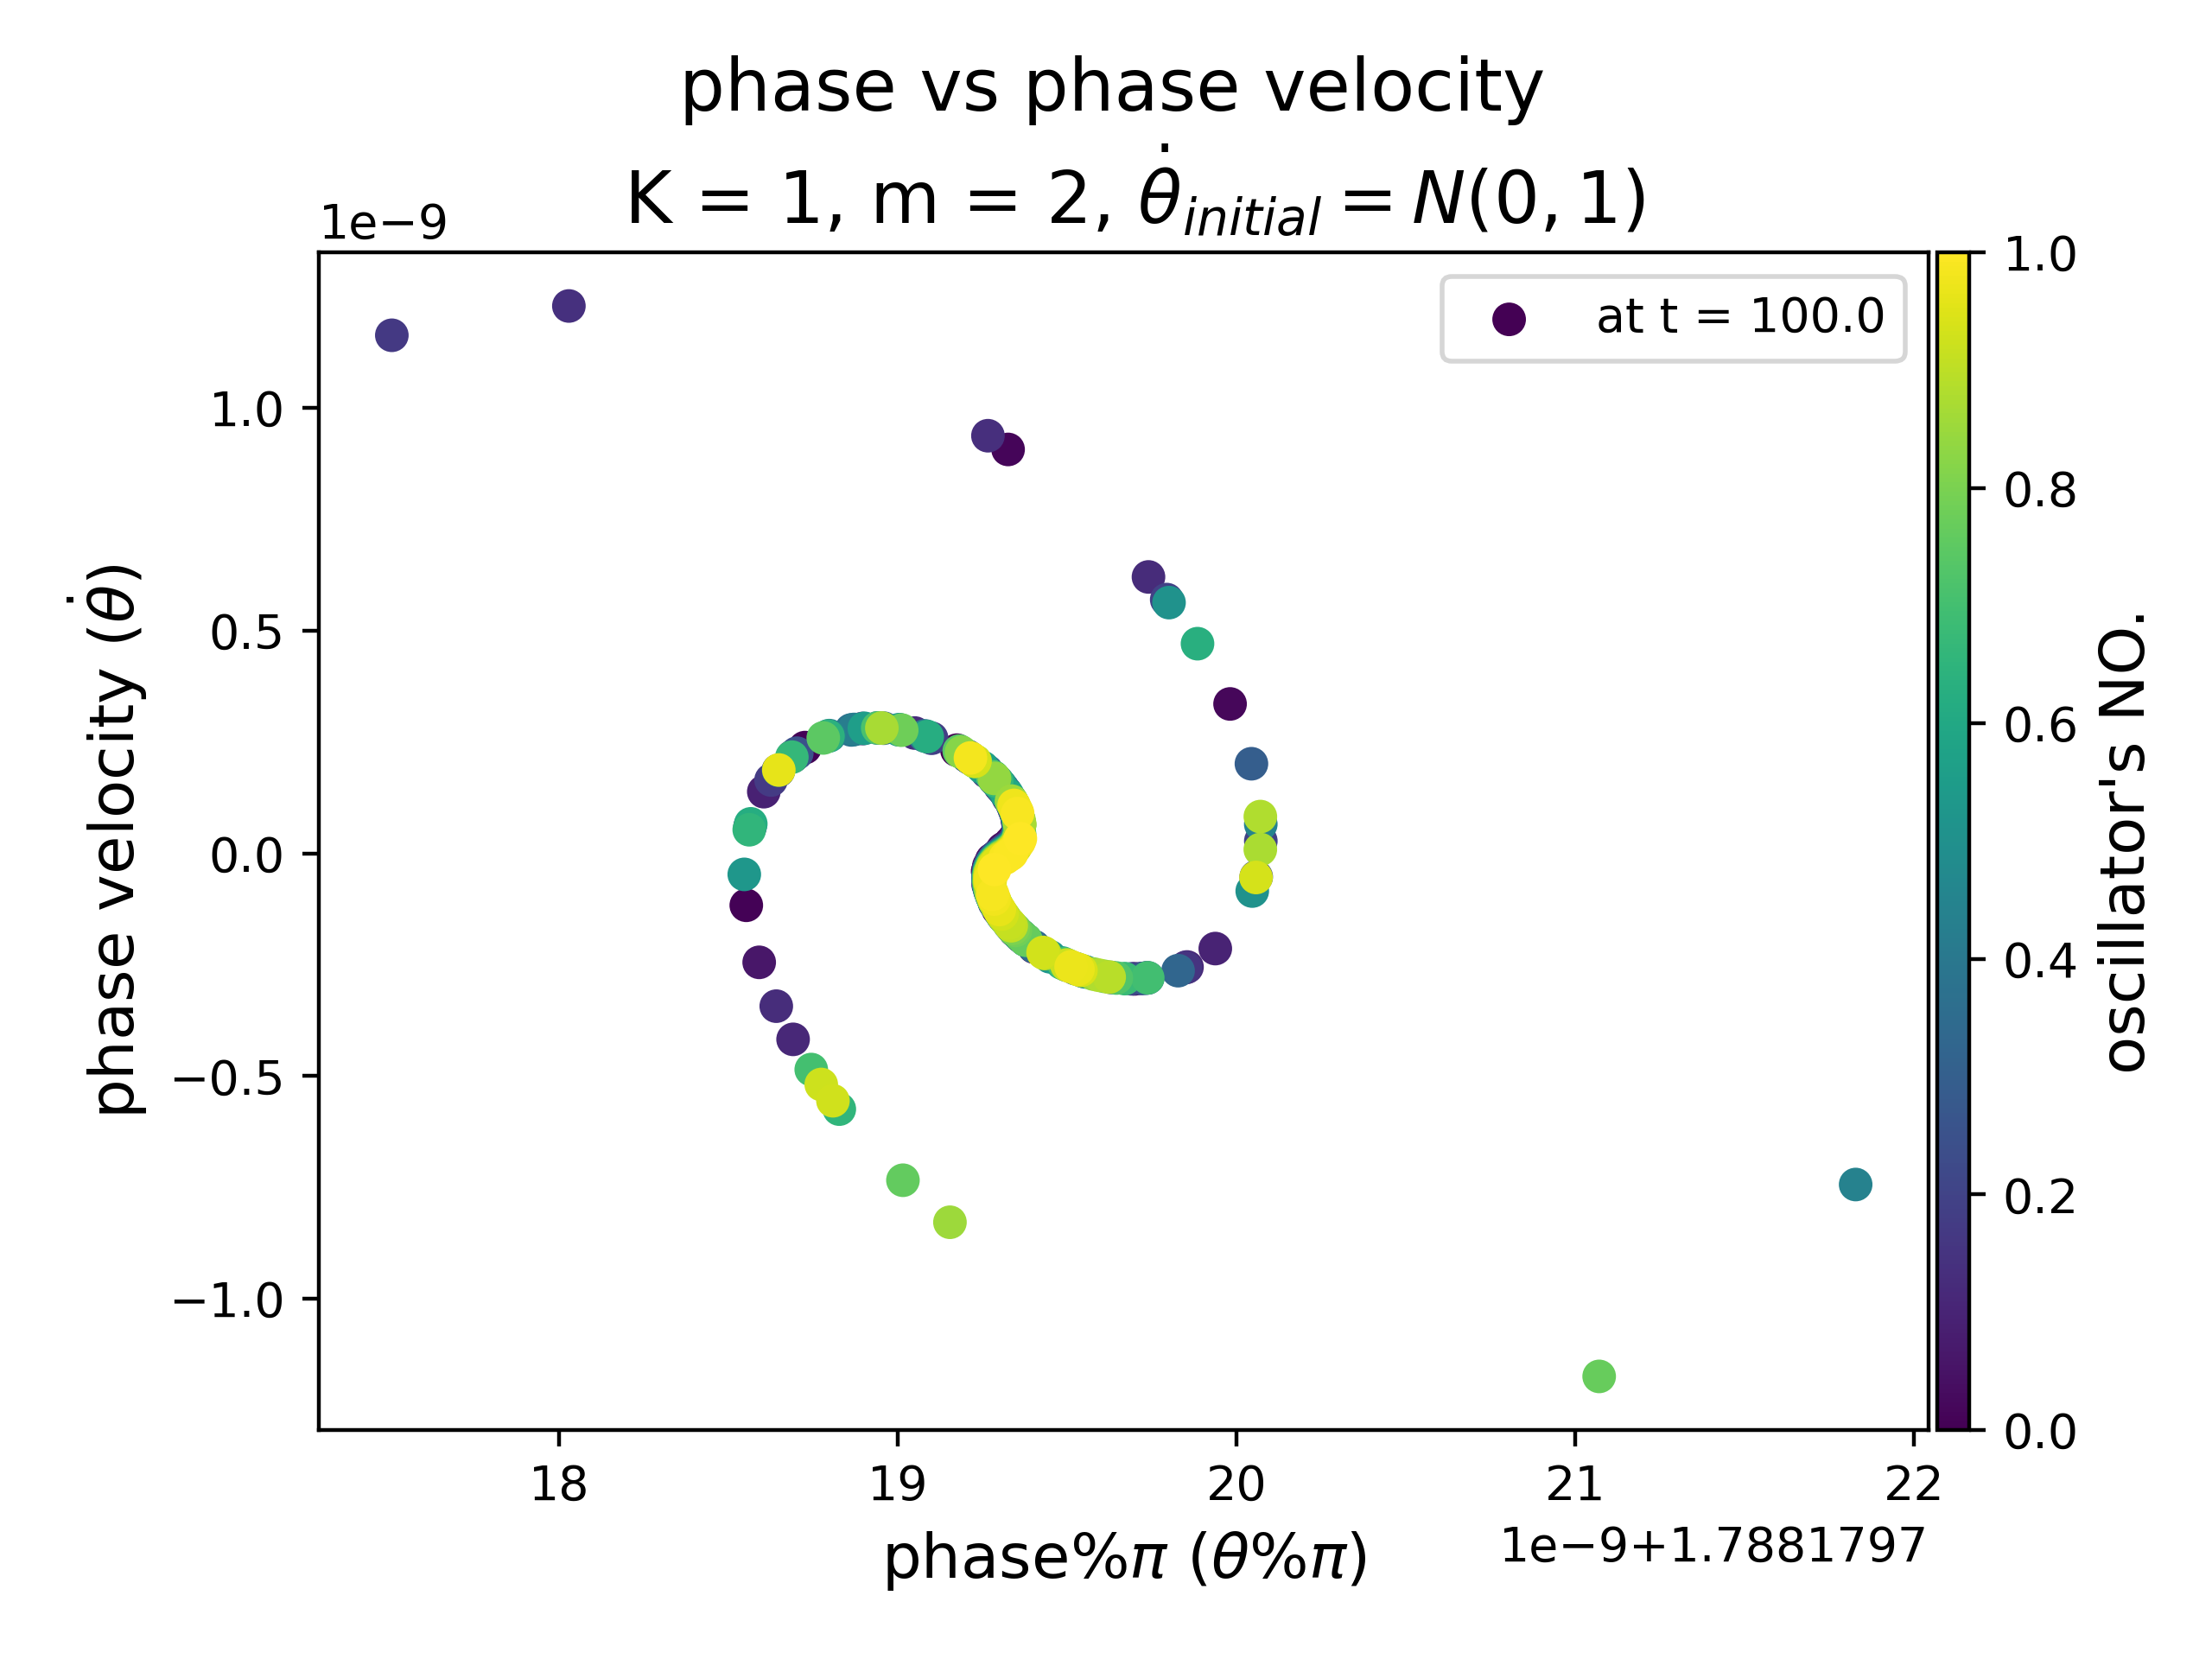 phase vs phase velocity
K = 1, m = 2, θ̇_initial = N(0, 1)
1e−9
at t = 100.0
1.0
0.5
0.0
−0.5
−1.0
phase velocity (θ̇)
18 19 20 21 22
1e−9+1.7881797
phase%π (θ%π)
1.0
0.8
0.6
0.4
0.2
0.0
oscillator's NO.